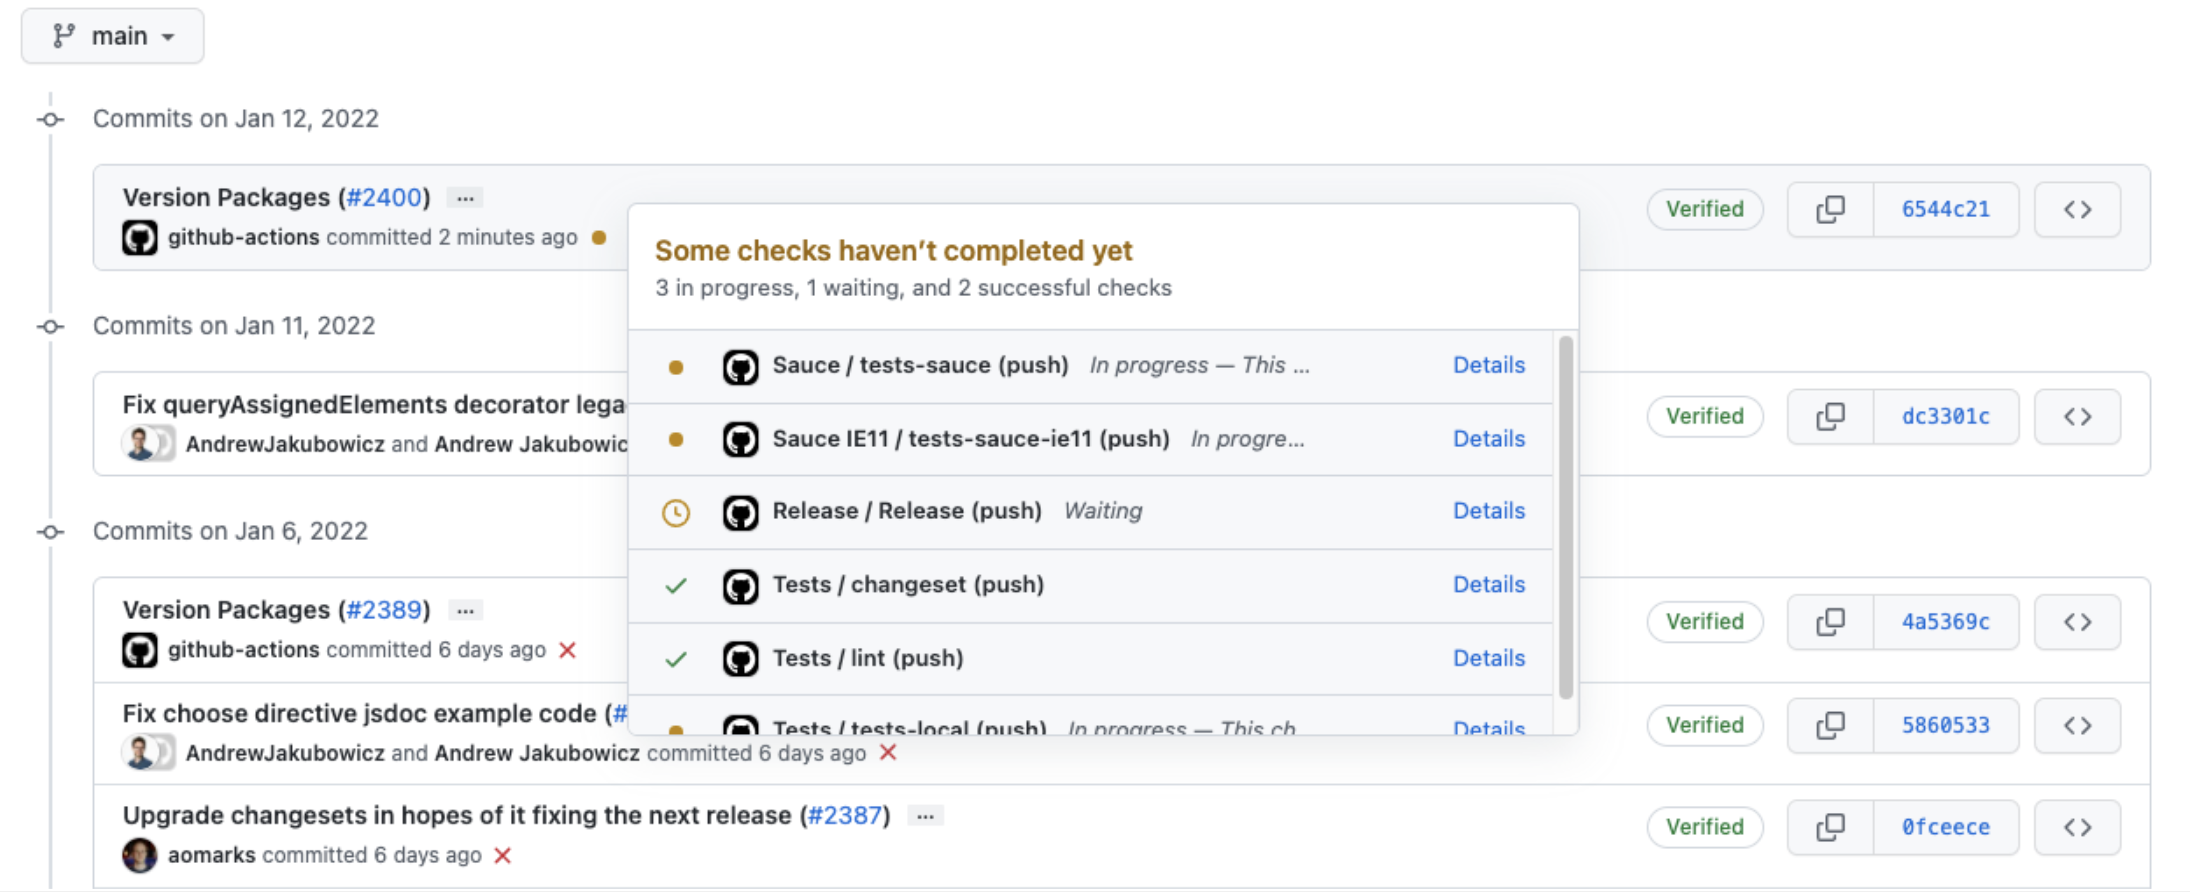 main
Commits on Jan 12, 2022
Version Packages (#2400) ...
github-actions committed 2 minutes ago
Verified
6544c21
Some checks haven’t completed yet
3 in progress, 1 waiting, and 2 successful checks
Sauce / tests-sauce (push) In progress — This ... Details
Sauce IE11 / tests-sauce-ie11 (push) In progre... Details
Release / Release (push) Waiting Details
Tests / changeset (push) Details
Tests / lint (push) Details
Tests / tests-local (push) In progress — This ch Details
Commits on Jan 11, 2022
Fix queryAssignedElements decorator lega
AndrewJakubowicz and Andrew Jakubowic
Verified
dc3301c
Commits on Jan 6, 2022
Version Packages (#2389) ...
github-actions committed 6 days ago
Verified
4a5369c
Fix choose directive jsdoc example code (#
AndrewJakubowicz and Andrew Jakubowicz committed 6 days ago
Verified
5860533
Upgrade changesets in hopes of it fixing the next release (#2387) ...
aomarks committed 6 days ago
Verified
0fceece